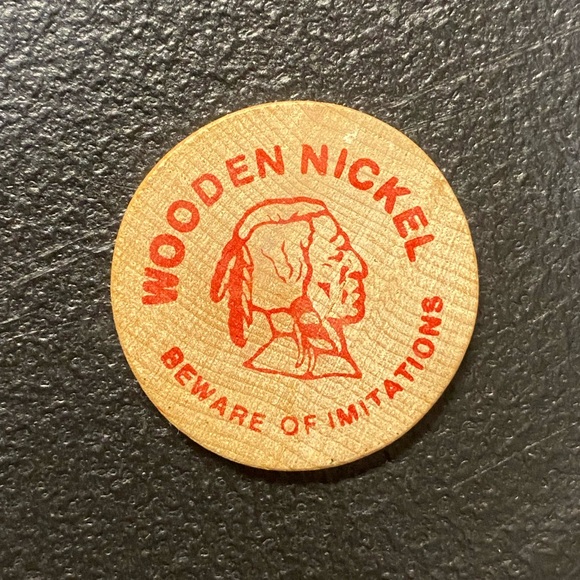 WOODEN NICKEL
BEWARE OF IMITATIONS